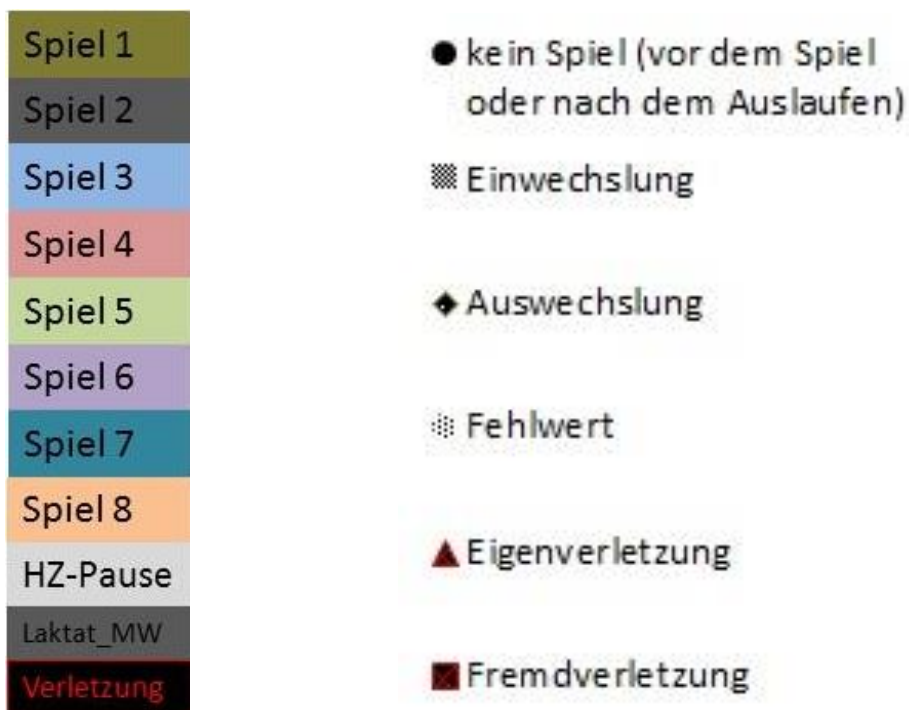 Spiel 1
Spiel 2
Spiel 3
Spiel 4
Spiel 5
Spiel 6
Spiel 7
Spiel 8
HZ-Pause
Laktat_MW
Verletzung
kein Spiel (vor dem Spiel
oder nach dem Auslaufen)
Einwechslung
Auswechslung
Fehlwert
Eigenverletzung
Fremdverletzung